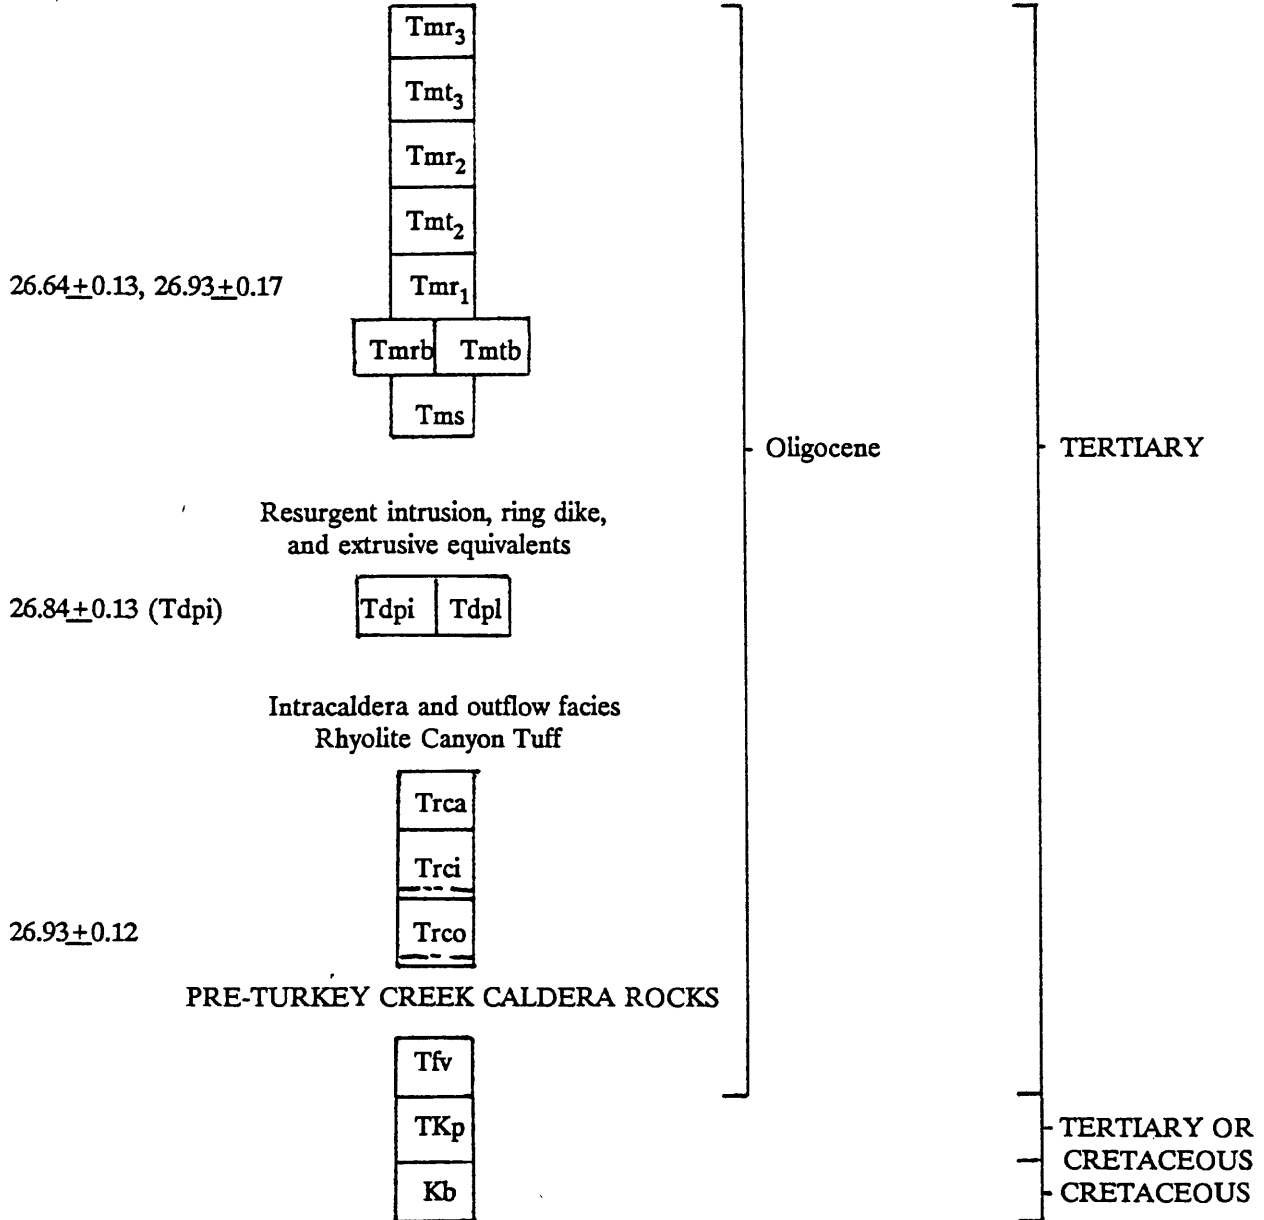 Tmr3
Tmt3
Tmr2
Tmt2
26.64±0.13, 26.93±0.17 Tmr1
Tmrb Tmtb
Tms
Oligocene TERTIARY
Resurgent intrusion, ring dike,
and extrusive equivalents
26.84±0.13 (Tdpi) Tdpi Tdpl
Intracaldera and outflow facies
Rhyolite Canyon Tuff
Trca
Trci
26.93±0.12 Trco
PRE-TURKEY CREEK CALDERA ROCKS
Tfv
TKp TERTIARY OR
CRETACEOUS
Kb CRETACEOUS